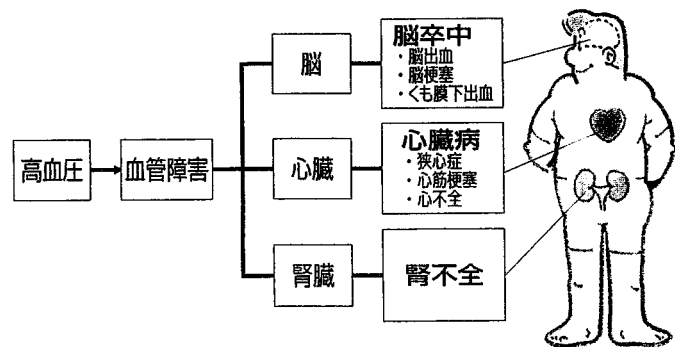 高血圧
血管障害
脳
脳卒中
・脳出血
・脳梗塞
・くも膜下出血
心臓
心臓病
・狭心症
・心筋梗塞
・心不全
腎臓
腎不全